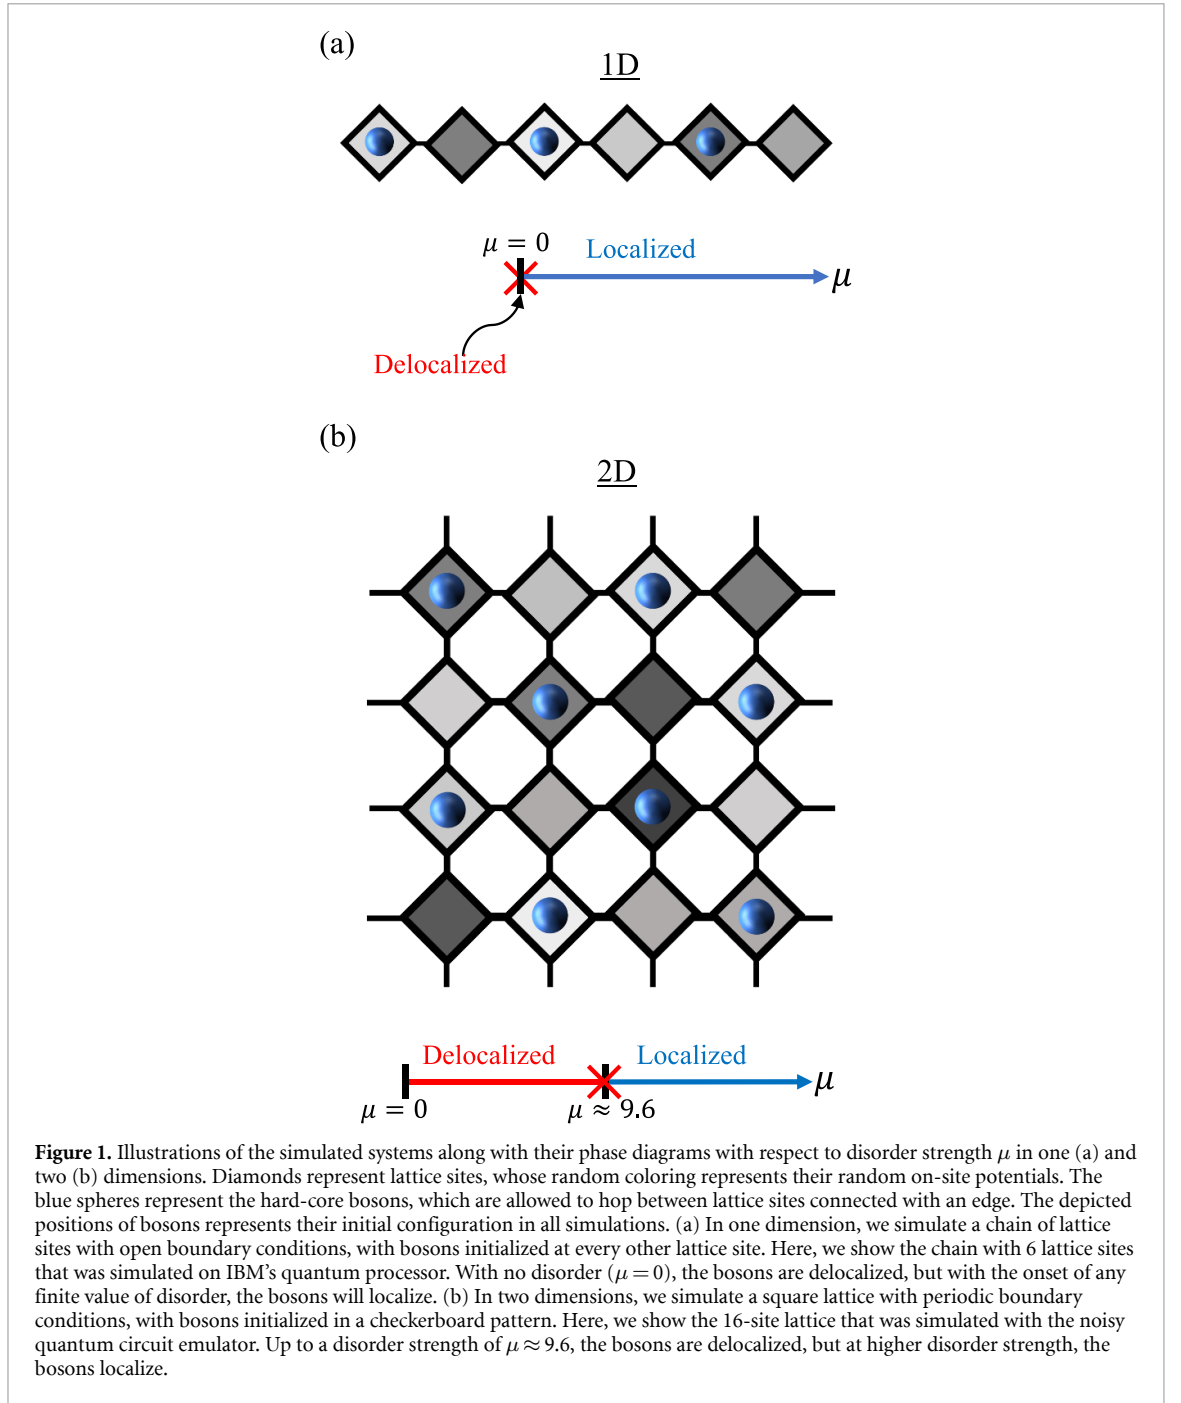 (a)
1D
μ = 0
Localized
μ
Delocalized
(b)
2D
Delocalized
Localized
μ
μ = 0
μ ≈ 9.6
Figure 1. Illustrations of the simulated systems along with their phase diagrams with respect to disorder strength μ in one (a) and
two (b) dimensions. Diamonds represent lattice sites, whose random coloring represents their random on-site potentials. The
blue spheres represent the hard-core bosons, which are allowed to hop between lattice sites connected with an edge. The depicted
positions of bosons represents their initial configuration in all simulations. (a) In one dimension, we simulate a chain of lattice
sites with open boundary conditions, with bosons initialized at every other lattice site. Here, we show the chain with 6 lattice sites
that was simulated on IBM’s quantum processor. With no disorder (μ = 0), the bosons are delocalized, but with the onset of any
finite value of disorder, the bosons will localize. (b) In two dimensions, we simulate a square lattice with periodic boundary
conditions, with bosons initialized in a checkerboard pattern. Here, we show the 16-site lattice that was simulated with the noisy
quantum circuit emulator. Up to a disorder strength of μ ≈ 9.6, the bosons are delocalized, but at higher disorder strength, the
bosons localize.